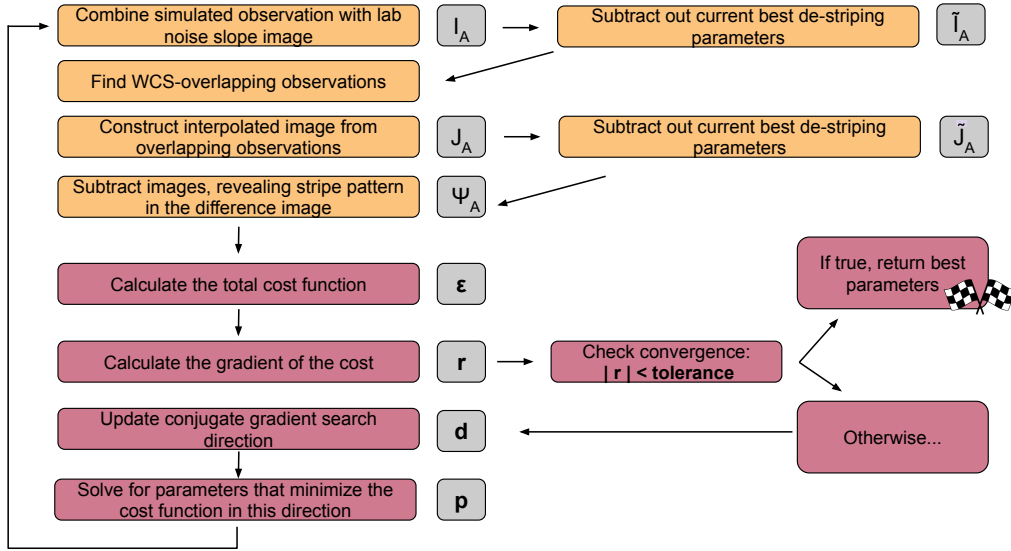 Combine simulated observation with lab
noise slope image
I_A
Subtract out current best de-striping
parameters
Ĩ_A
Find WCS-overlapping observations
Construct interpolated image from
overlapping observations
J_A
Subtract out current best de-striping
parameters
J̃_A
Subtract images, revealing stripe pattern
in the difference image
Ψ_A
Calculate the total cost function
ε
If true, return best
parameters
Calculate the gradient of the cost
r
Check convergence:
| r | < tolerance
Update conjugate gradient search
direction
d
Otherwise...
Solve for parameters that minimize the
cost function in this direction
p